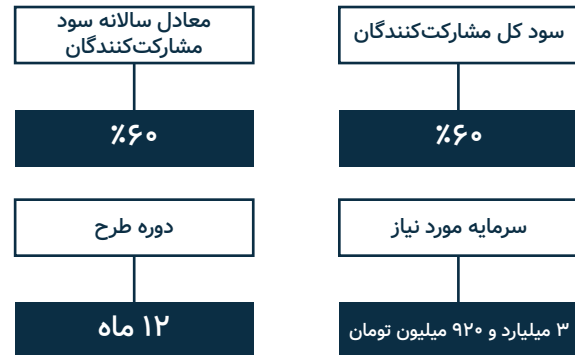 سود کل مشارکت‌کنندگان
٪۶۰
معادل سالانه سود
مشارکت‌کنندگان
٪۶۰
سرمایه مورد نیاز
۳ میلیارد و ۹۲۰ میلیون تومان
دوره طرح
۱۲ ماه